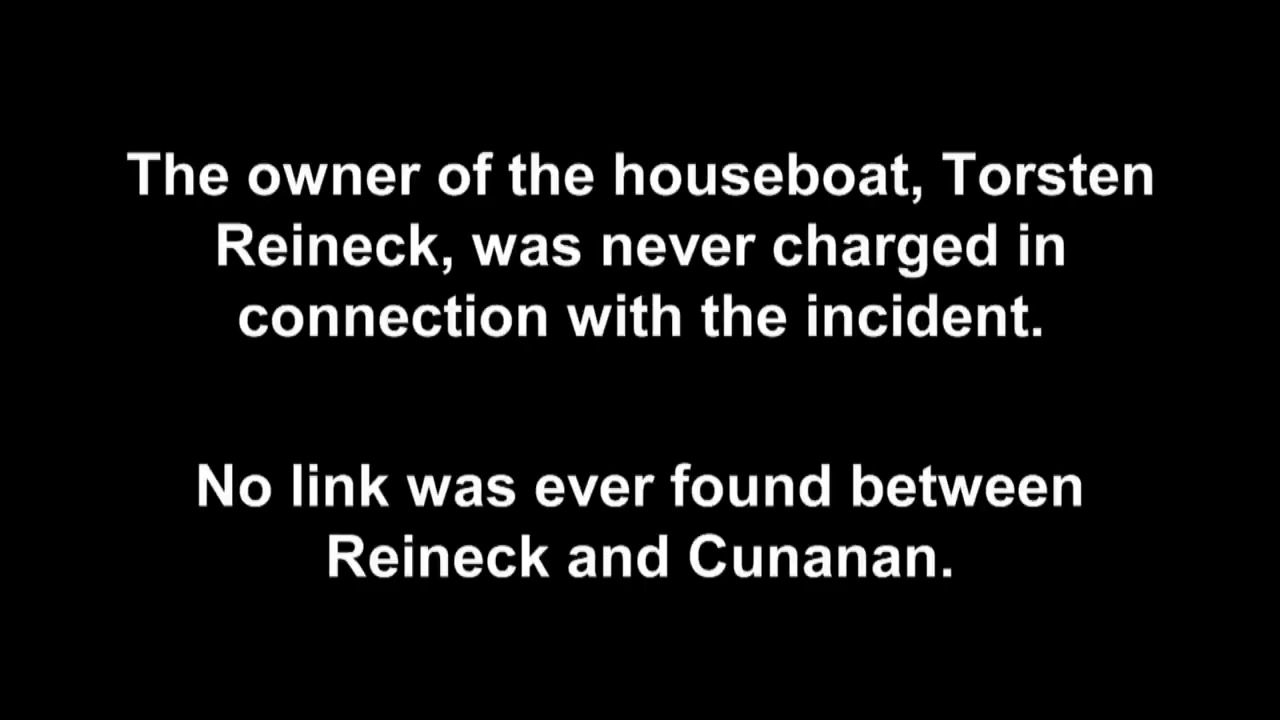 The owner of the houseboat, Torsten
Reineck, was never charged in
connection with the incident.
No link was ever found between
Reineck and Cunanan.